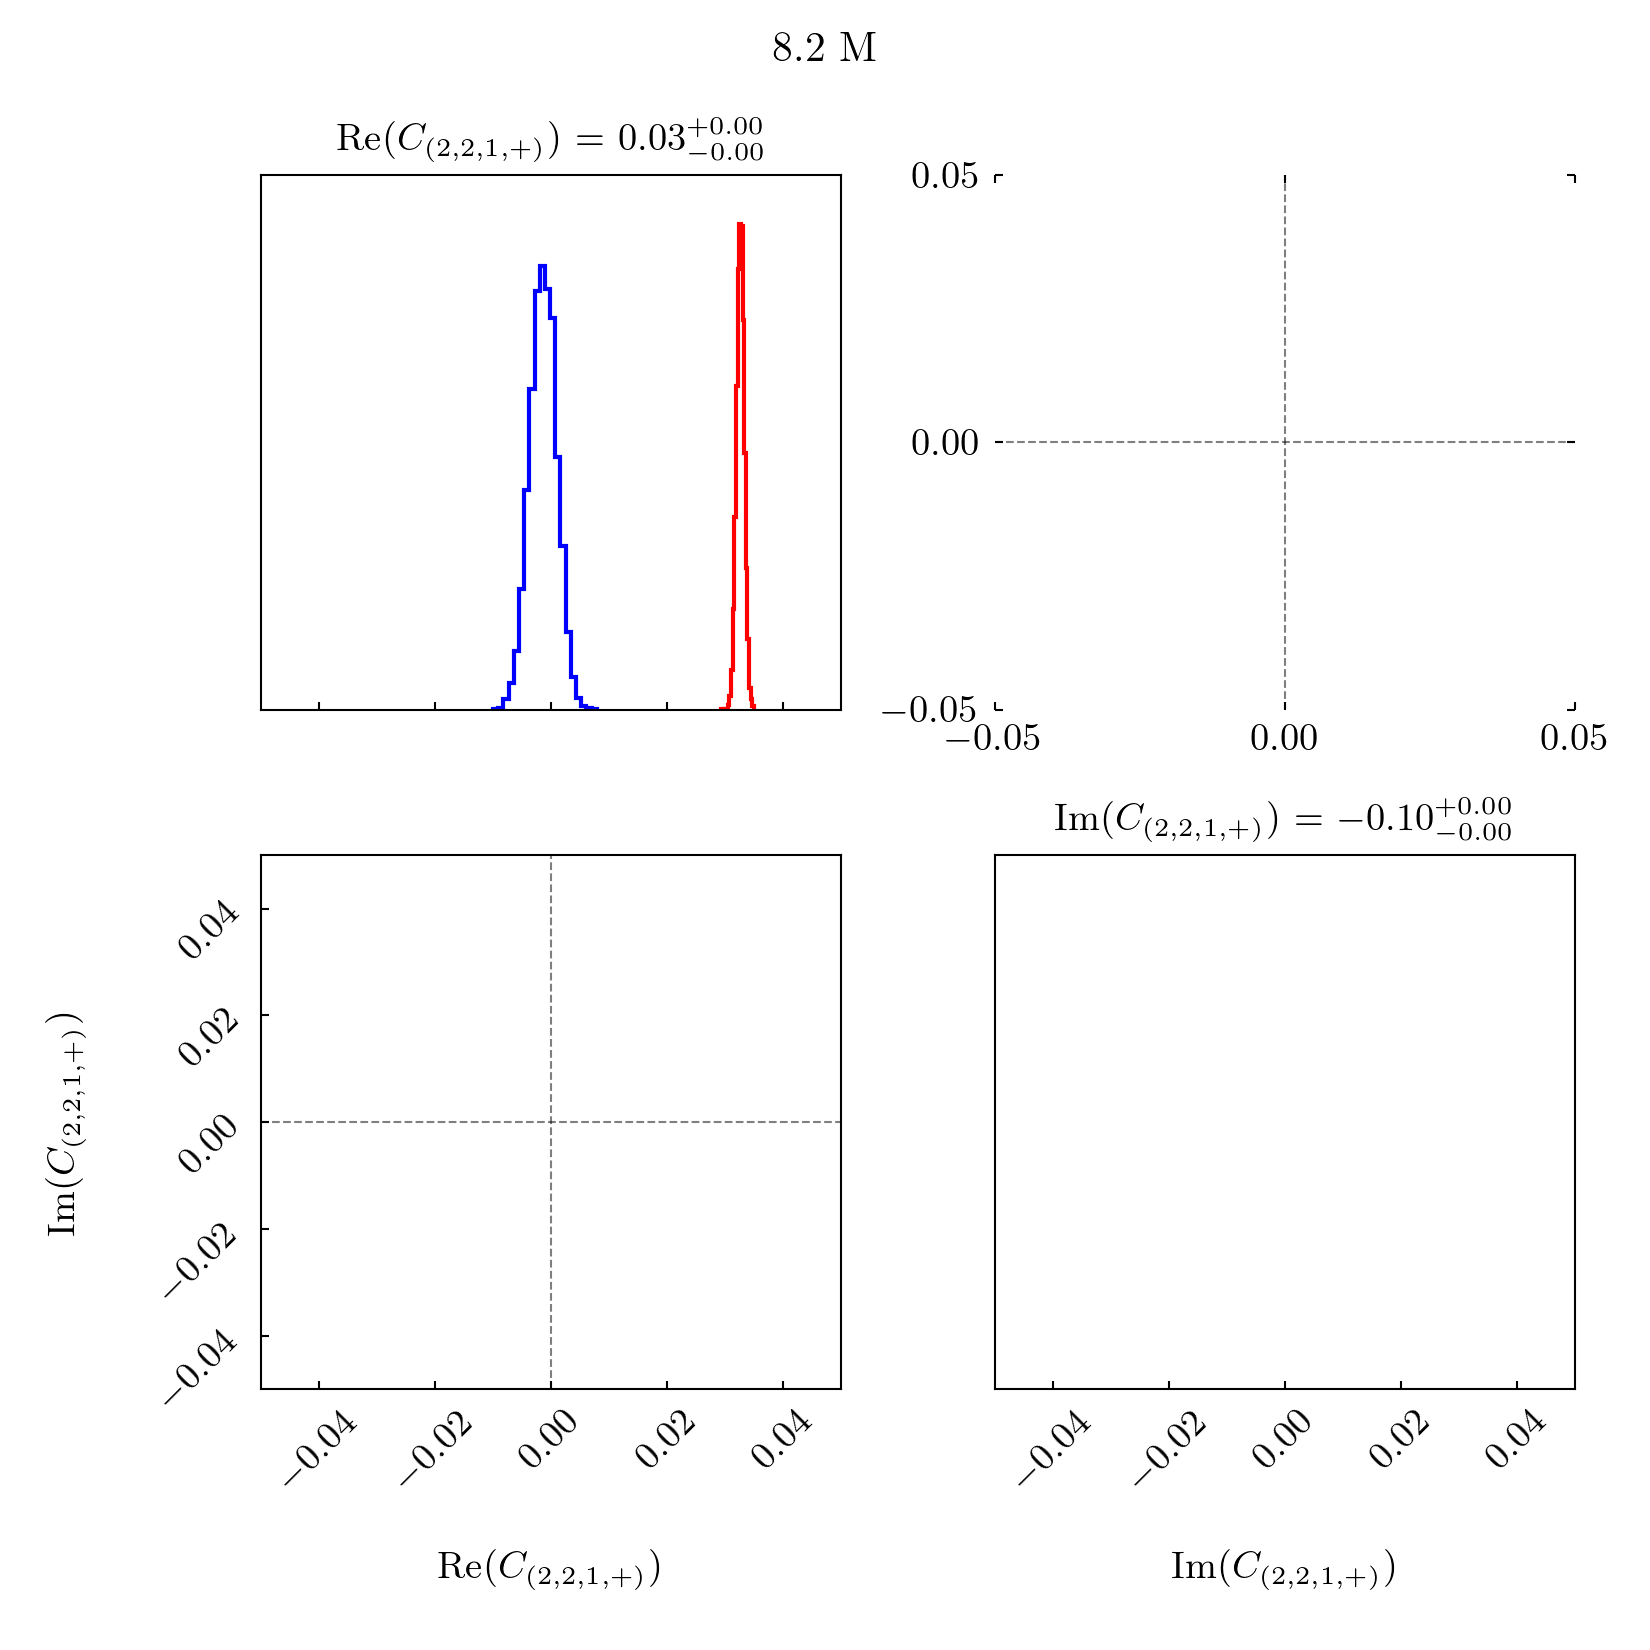 8.2 M
Re(C_{(2,2,1,+)}) = 0.03^{+0.00}_{-0.00}
0.05
0.00
−0.05
−0.05 0.00 0.05
Im(C_{(2,2,1,+)}) = −0.10^{+0.00}_{-0.00}
Im(C_{(2,2,1,+)})
0.04
0.02
0.00
−0.02
−0.04
−0.04 −0.02 0.00 0.02 0.04
−0.04 −0.02 0.00 0.02 0.04
Re(C_{(2,2,1,+)})
Im(C_{(2,2,1,+)})